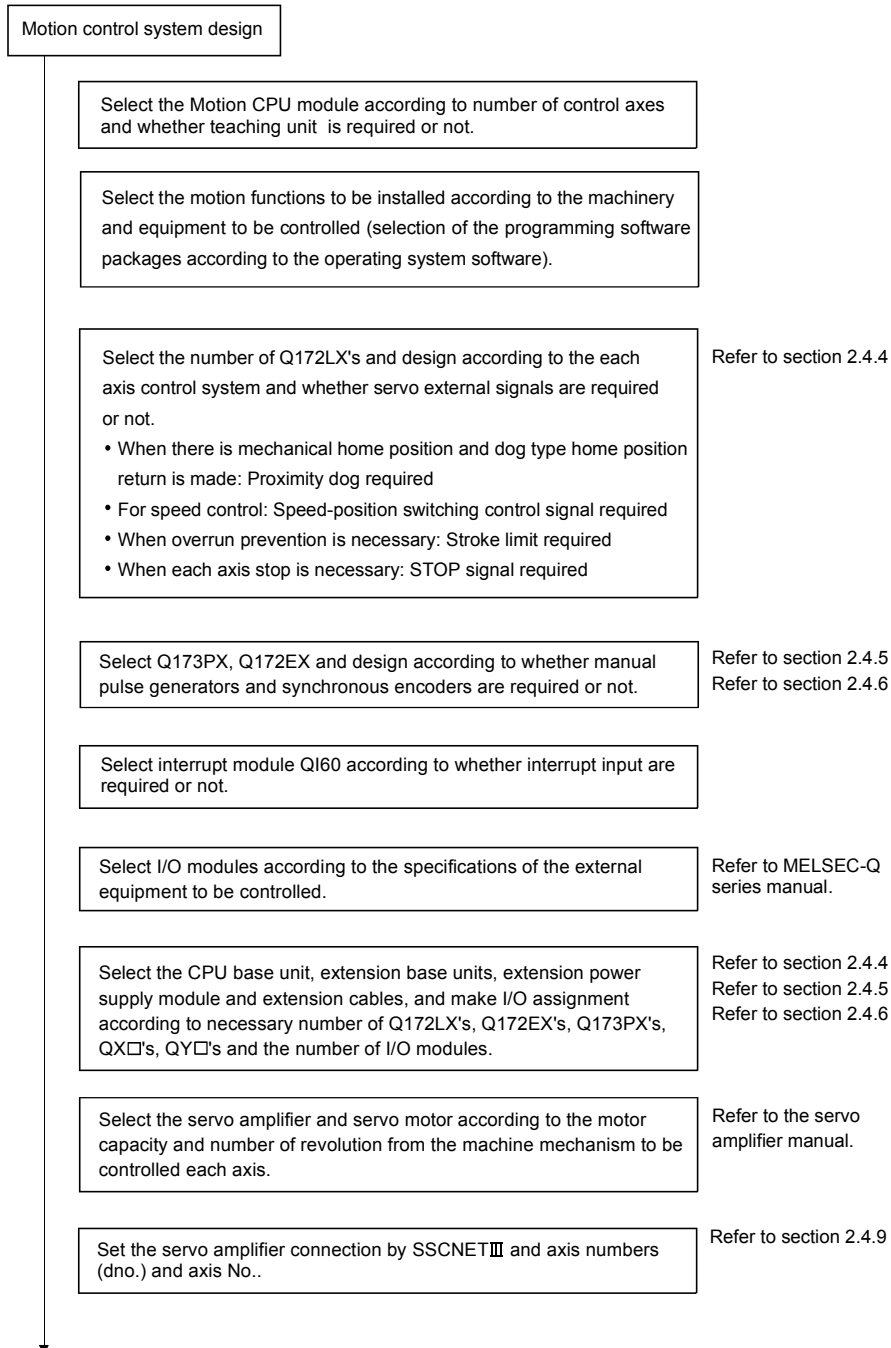 Motion control system design
Select the Motion CPU module according to number of control axes
and whether teaching unit is required or not.
Select the motion functions to be installed according to the machinery
and equipment to be controlled (selection of the programming software
packages according to the operating system software).
Select the number of Q172LX's and design according to the each
axis control system and whether servo external signals are required
or not.
• When there is mechanical home position and dog type home position
return is made: Proximity dog required
• For speed control: Speed-position switching control signal required
• When overrun prevention is necessary: Stroke limit required
• When each axis stop is necessary: STOP signal required
Refer to section 2.4.4
Select Q173PX, Q172EX and design according to whether manual
pulse generators and synchronous encoders are required or not.
Refer to section 2.4.5
Refer to section 2.4.6
Select interrupt module QI60 according to whether interrupt input are
required or not.
Select I/O modules according to the specifications of the external
equipment to be controlled.
Refer to MELSEC-Q
series manual.
Select the CPU base unit, extension base units, extension power
supply module and extension cables, and make I/O assignment
according to necessary number of Q172LX's, Q172EX's, Q173PX's,
QX□'s, QY□'s and the number of I/O modules.
Refer to section 2.4.4
Refer to section 2.4.5
Refer to section 2.4.6
Select the servo amplifier and servo motor according to the motor
capacity and number of revolution from the machine mechanism to be
controlled each axis.
Refer to the servo
amplifier manual.
Set the servo amplifier connection by SSCNETⅢ and axis numbers
(dno.) and axis No..
Refer to section 2.4.9